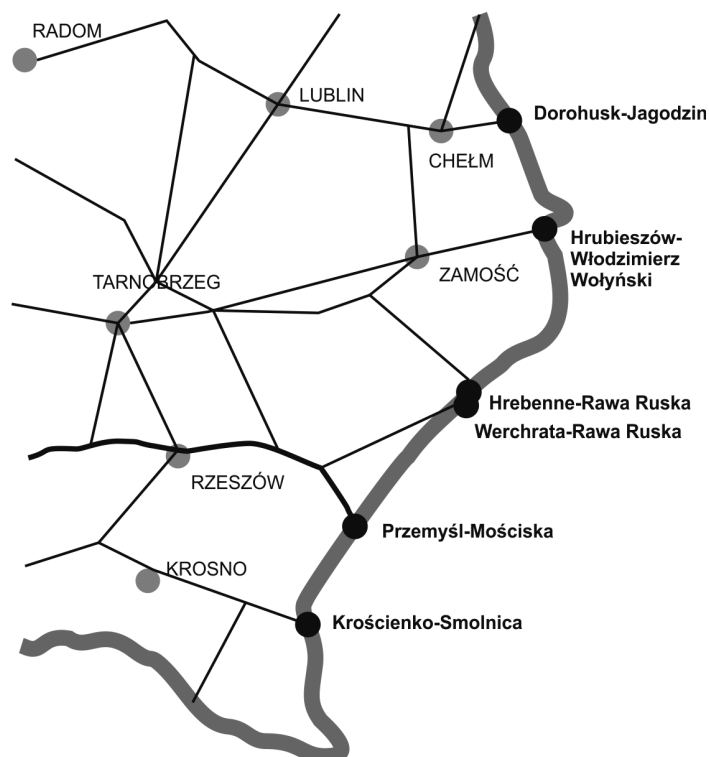 RADOM
LUBLIN
Dorohusk-Jagodzin
CHEŁM
Hrubieszów-
Włodzimierz
Wołyński
ZAMOŚĆ
TARNOBRZEG
Hrebenne-Rawa Ruska
Werchrata-Rawa Ruska
RZESZÓW
Przemyśl-Mościska
KROSNO
Krościenko-Smolnica